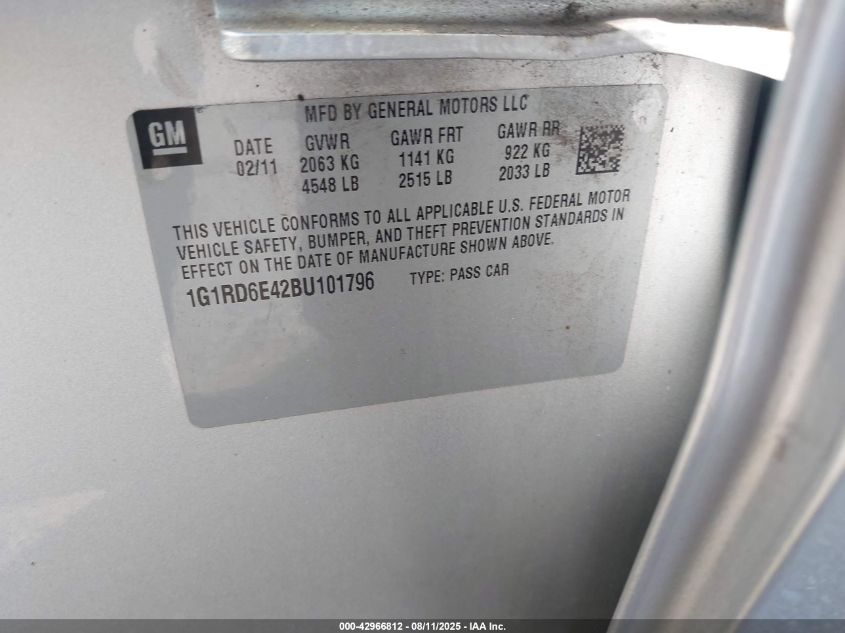 MFD BY GENERAL MOTORS LLC
GM
DATE GVWR GAWR FRT GAWR RR
02/11 2063 KG 1141 KG 922 KG
4548 LB 2515 LB 2033 LB
THIS VEHICLE CONFORMS TO ALL APPLICABLE U.S. FEDERAL MOTOR
VEHICLE SAFETY, BUMPER, AND THEFT PREVENTION STANDARDS IN
EFFECT ON THE DATE OF MANUFACTURE SHOWN ABOVE.
1G1RD6E42BU101796 TYPE: PASS CAR
000-42966812 - 08/11/2025 - IAA Inc.